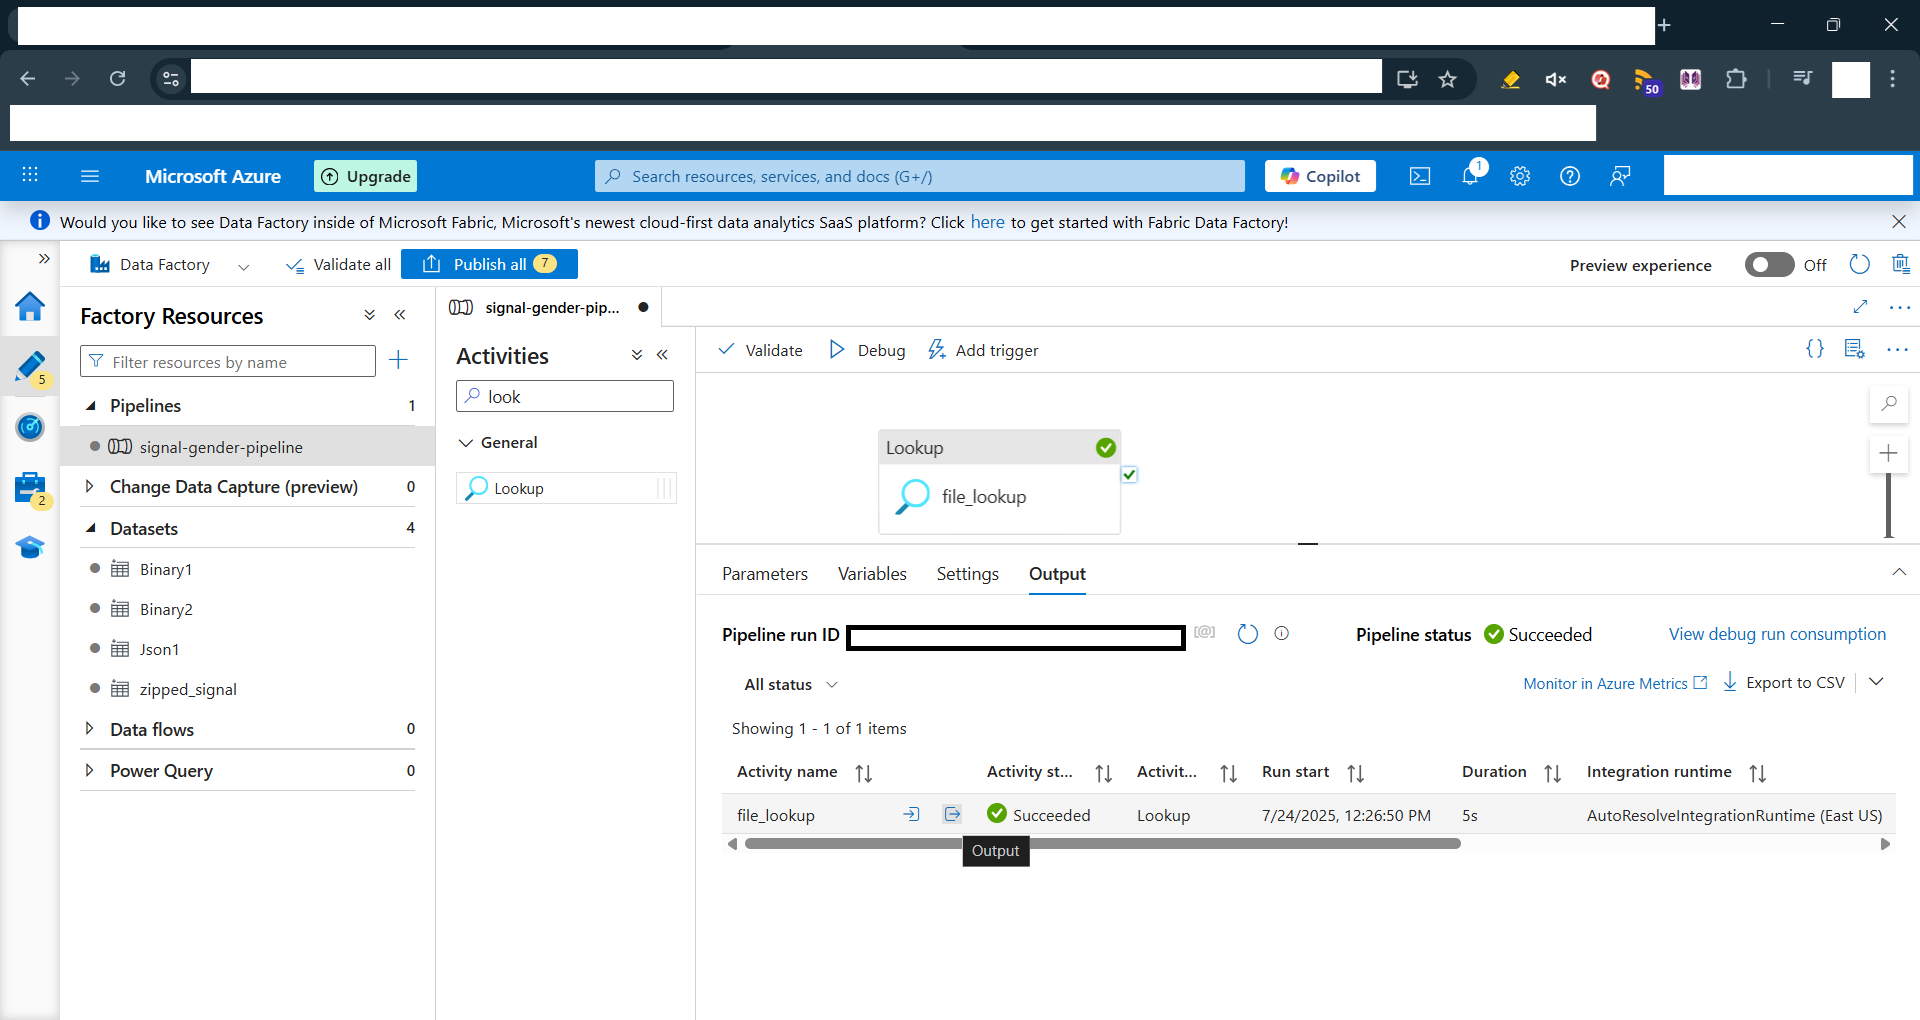 50
Microsoft Azure
Upgrade
Search resources, services, and docs (G+/)
Copilot
1
Would you like to see Data Factory inside of Microsoft Fabric, Microsoft's newest cloud-first data analytics SaaS platform? Click here to get started with Fabric Data Factory!
Data Factory
Validate all
Publish all 7
Preview experience
Off
Factory Resources
Filter resources by name
5
2
Pipelines 1
signal-gender-pipeline
Change Data Capture (preview) 0
Datasets 4
Binary1
Binary2
Json1
zipped_signal
Data flows 0
Power Query 0
signal-gender-pip...
Activities
look
General
Lookup
Validate
Debug
Add trigger
Lookup
file_lookup
Parameters Variables Settings Output
Pipeline run ID
[@]
Pipeline status Succeeded
View debug run consumption
All status
Monitor in Azure Metrics
Export to CSV
Showing 1 - 1 of 1 items
Activity name Activity st... Activit... Run start Duration Integration runtime
file_lookup Succeeded Lookup 7/24/2025, 12:26:50 PM 5s AutoResolveIntegrationRuntime (East US)
Output